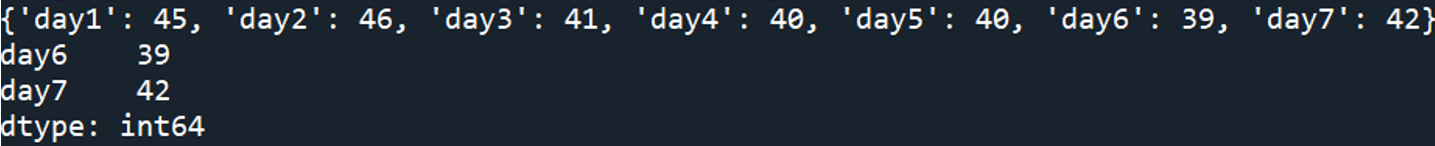 {'day1': 45, 'day2': 46, 'day3': 41, 'day4': 40, 'day5': 40, 'day6': 39, 'day7': 42}
day6    39
day7    42
dtype: int64